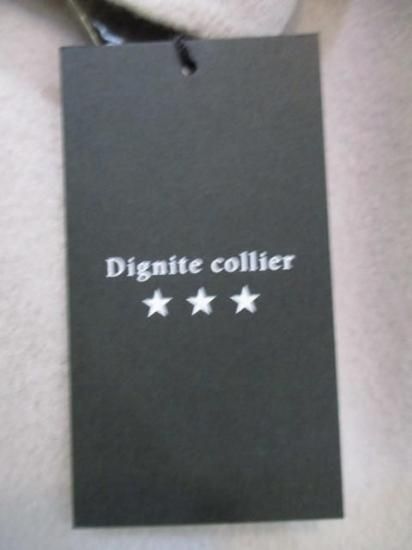 Dignite collier
★ ★ ★